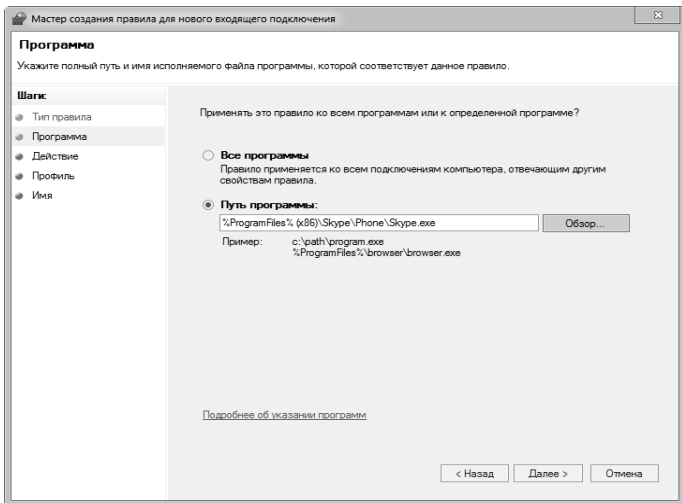 Мастер создания правила для нового входящего подключения
Программа
Укажите полный путь и имя исполняемого файла программы, которой соответствует данное правило.
Шаги:
Тип правила
Программа
Действие
Профиль
Имя
Применять это правило ко всем программам или к определенной программе?
Все программы
Правило применяется ко всем подключениям компьютера, отвечающим другим
свойствам правила.
Путь программы:
%ProgramFiles% (x86)\Skype\Phone\Skype.exe
Обзор...
Пример: c:\path\program.exe
%ProgramFiles%\browser\browser.exe
Подробнее об указании программ
< Назад Далее > Отмена